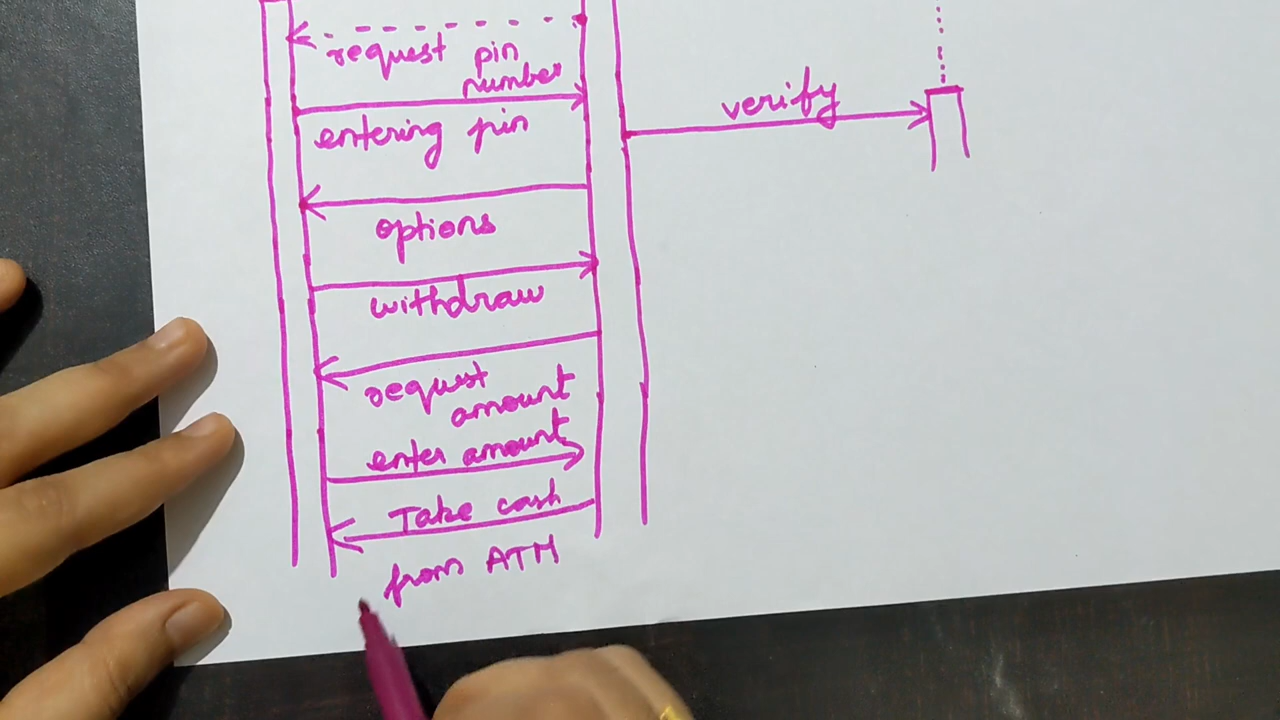 request pin
number
verify
entering pin
options
withdraw
request
amount
enter amount
Take cash
from ATM